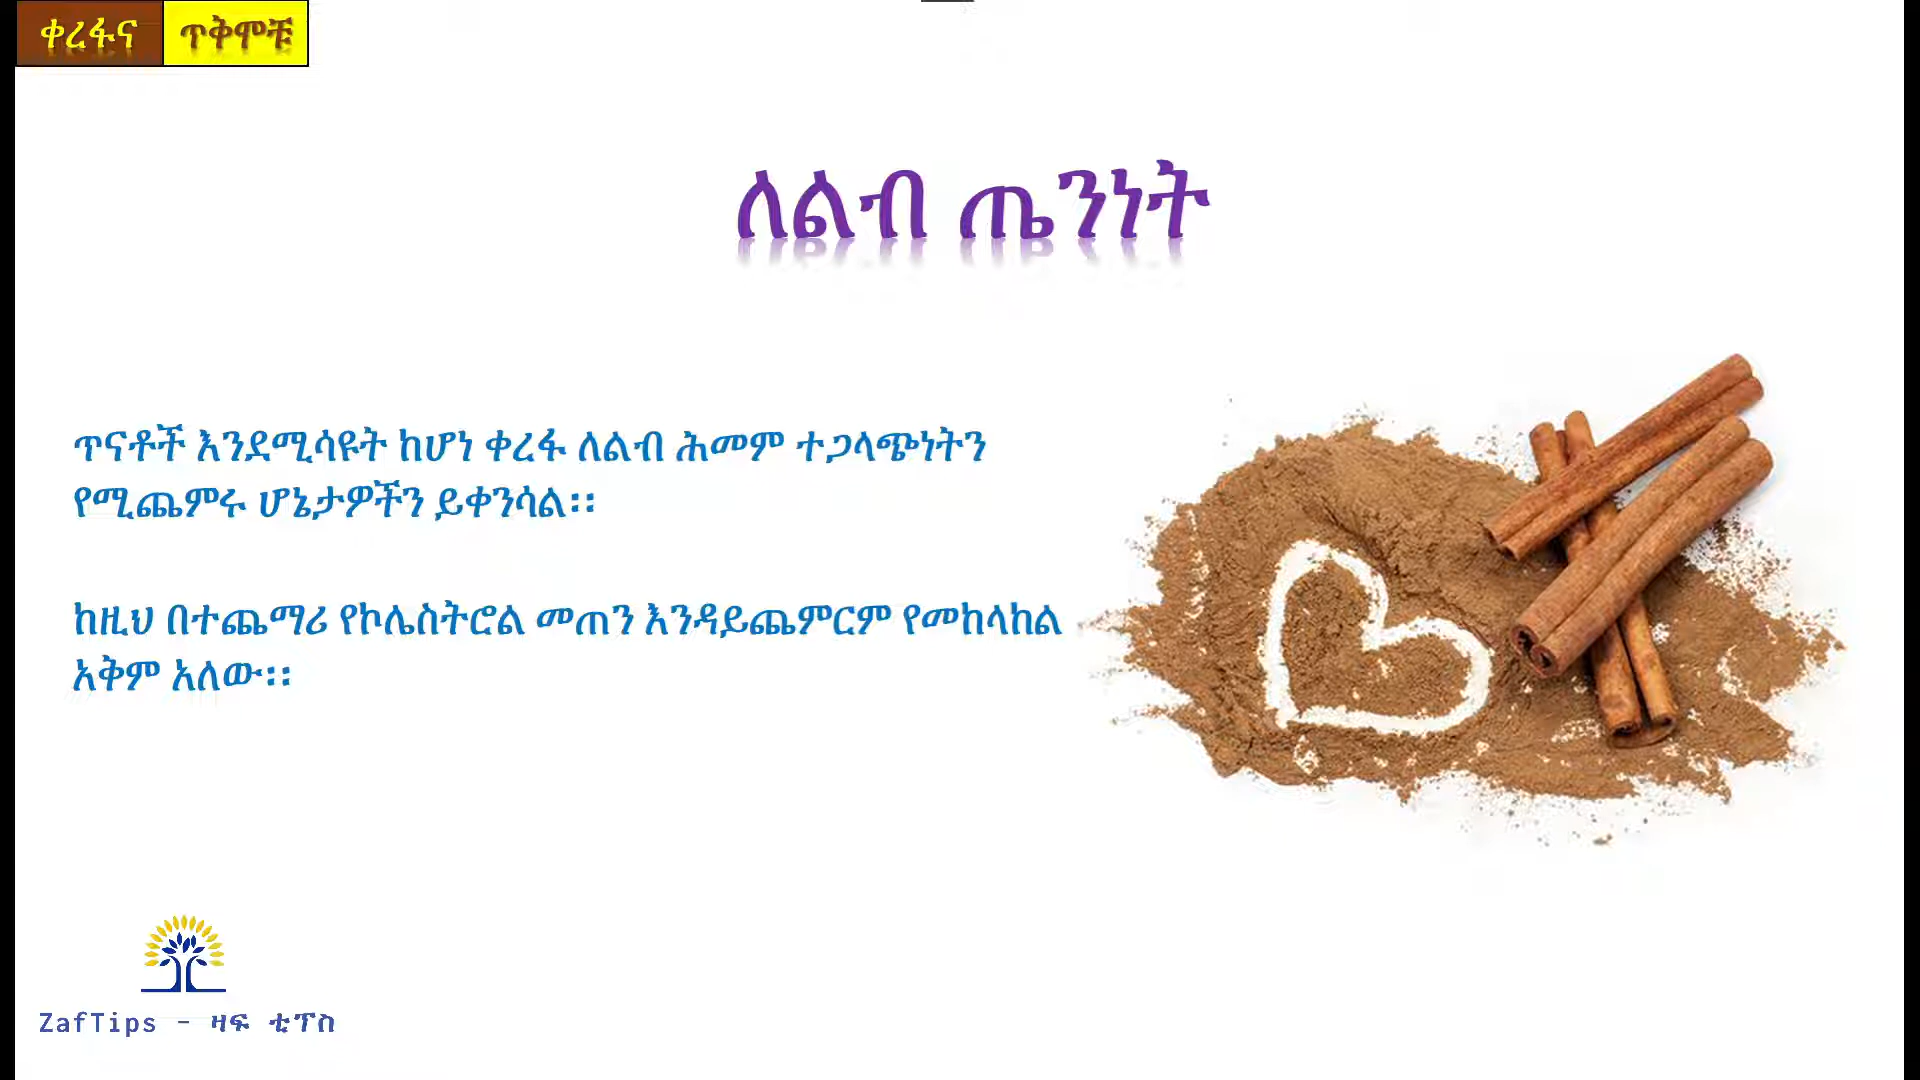 ቀረፋና ጥቅሞቹ
ለልብ ጤንነት
ጥናቶች እንደሚሳዩት ከሆነ ቀረፋ ለልብ ሕመም ተጋላጭነትን
የሚጨምሩ ሆኔታዎችን ይቀንሳል፡፡
ከዚህ በተጨማሪ የኮሌስትሮል መጠን እንዳይጨምርም የመከላከል
አቅም አለው፡፡
ZafTips - ዛፍ ቲፕስ